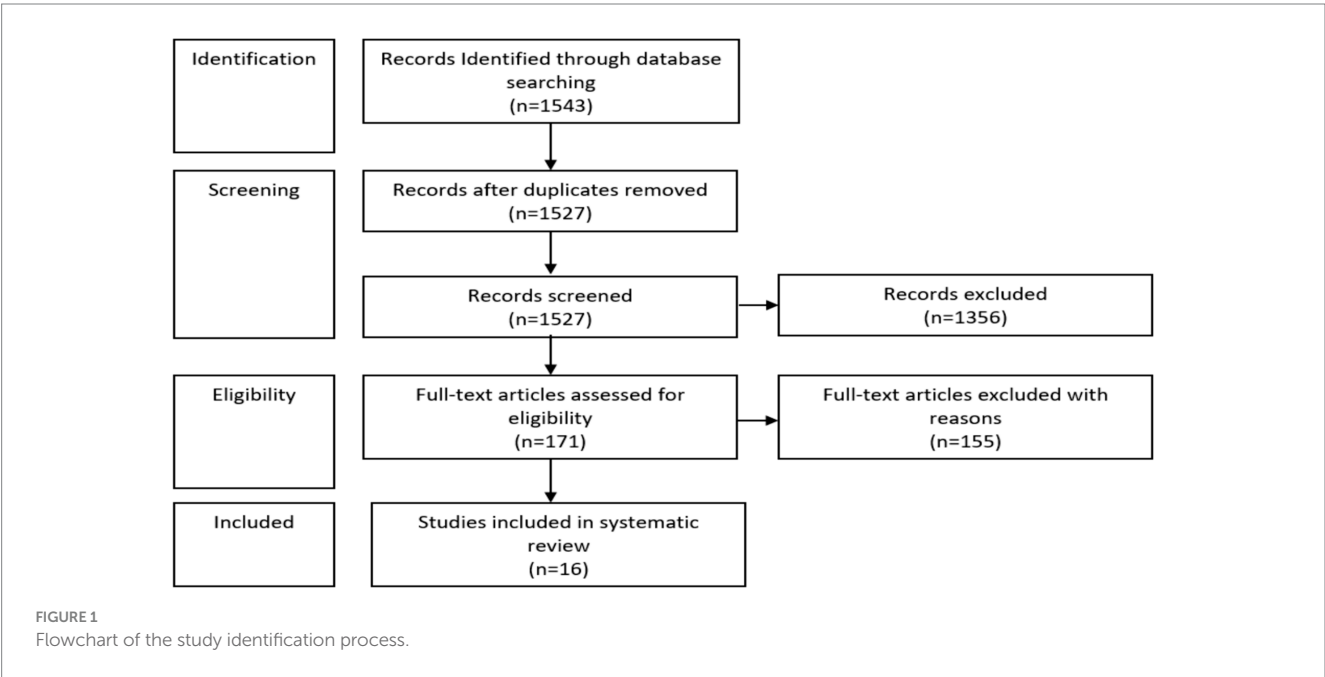 Identification
Records Identified through database
searching
(n=1543)
Screening
Records after duplicates removed
(n=1527)
Records screened
(n=1527)
Records excluded
(n=1356)
Eligibility
Full-text articles assessed for
eligibility
(n=171)
Full-text articles excluded with
reasons
(n=155)
Included
Studies included in systematic
review
(n=16)
FIGURE 1
Flowchart of the study identification process.